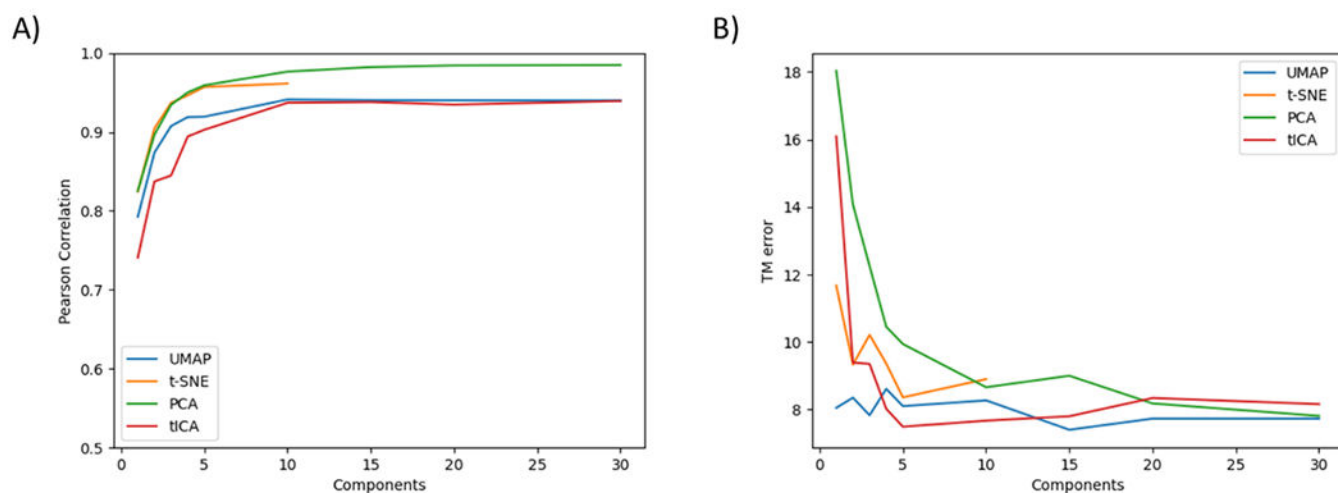 A)
1.0
0.9
0.8
0.7
0.6
0.5
Pearson Correlation
UMAP
t-SNE
PCA
tICA
0
5
10
15
20
25
30
Components
B)
18
16
14
12
10
8
TM error
UMAP
t-SNE
PCA
tICA
0
5
10
15
20
25
30
Components